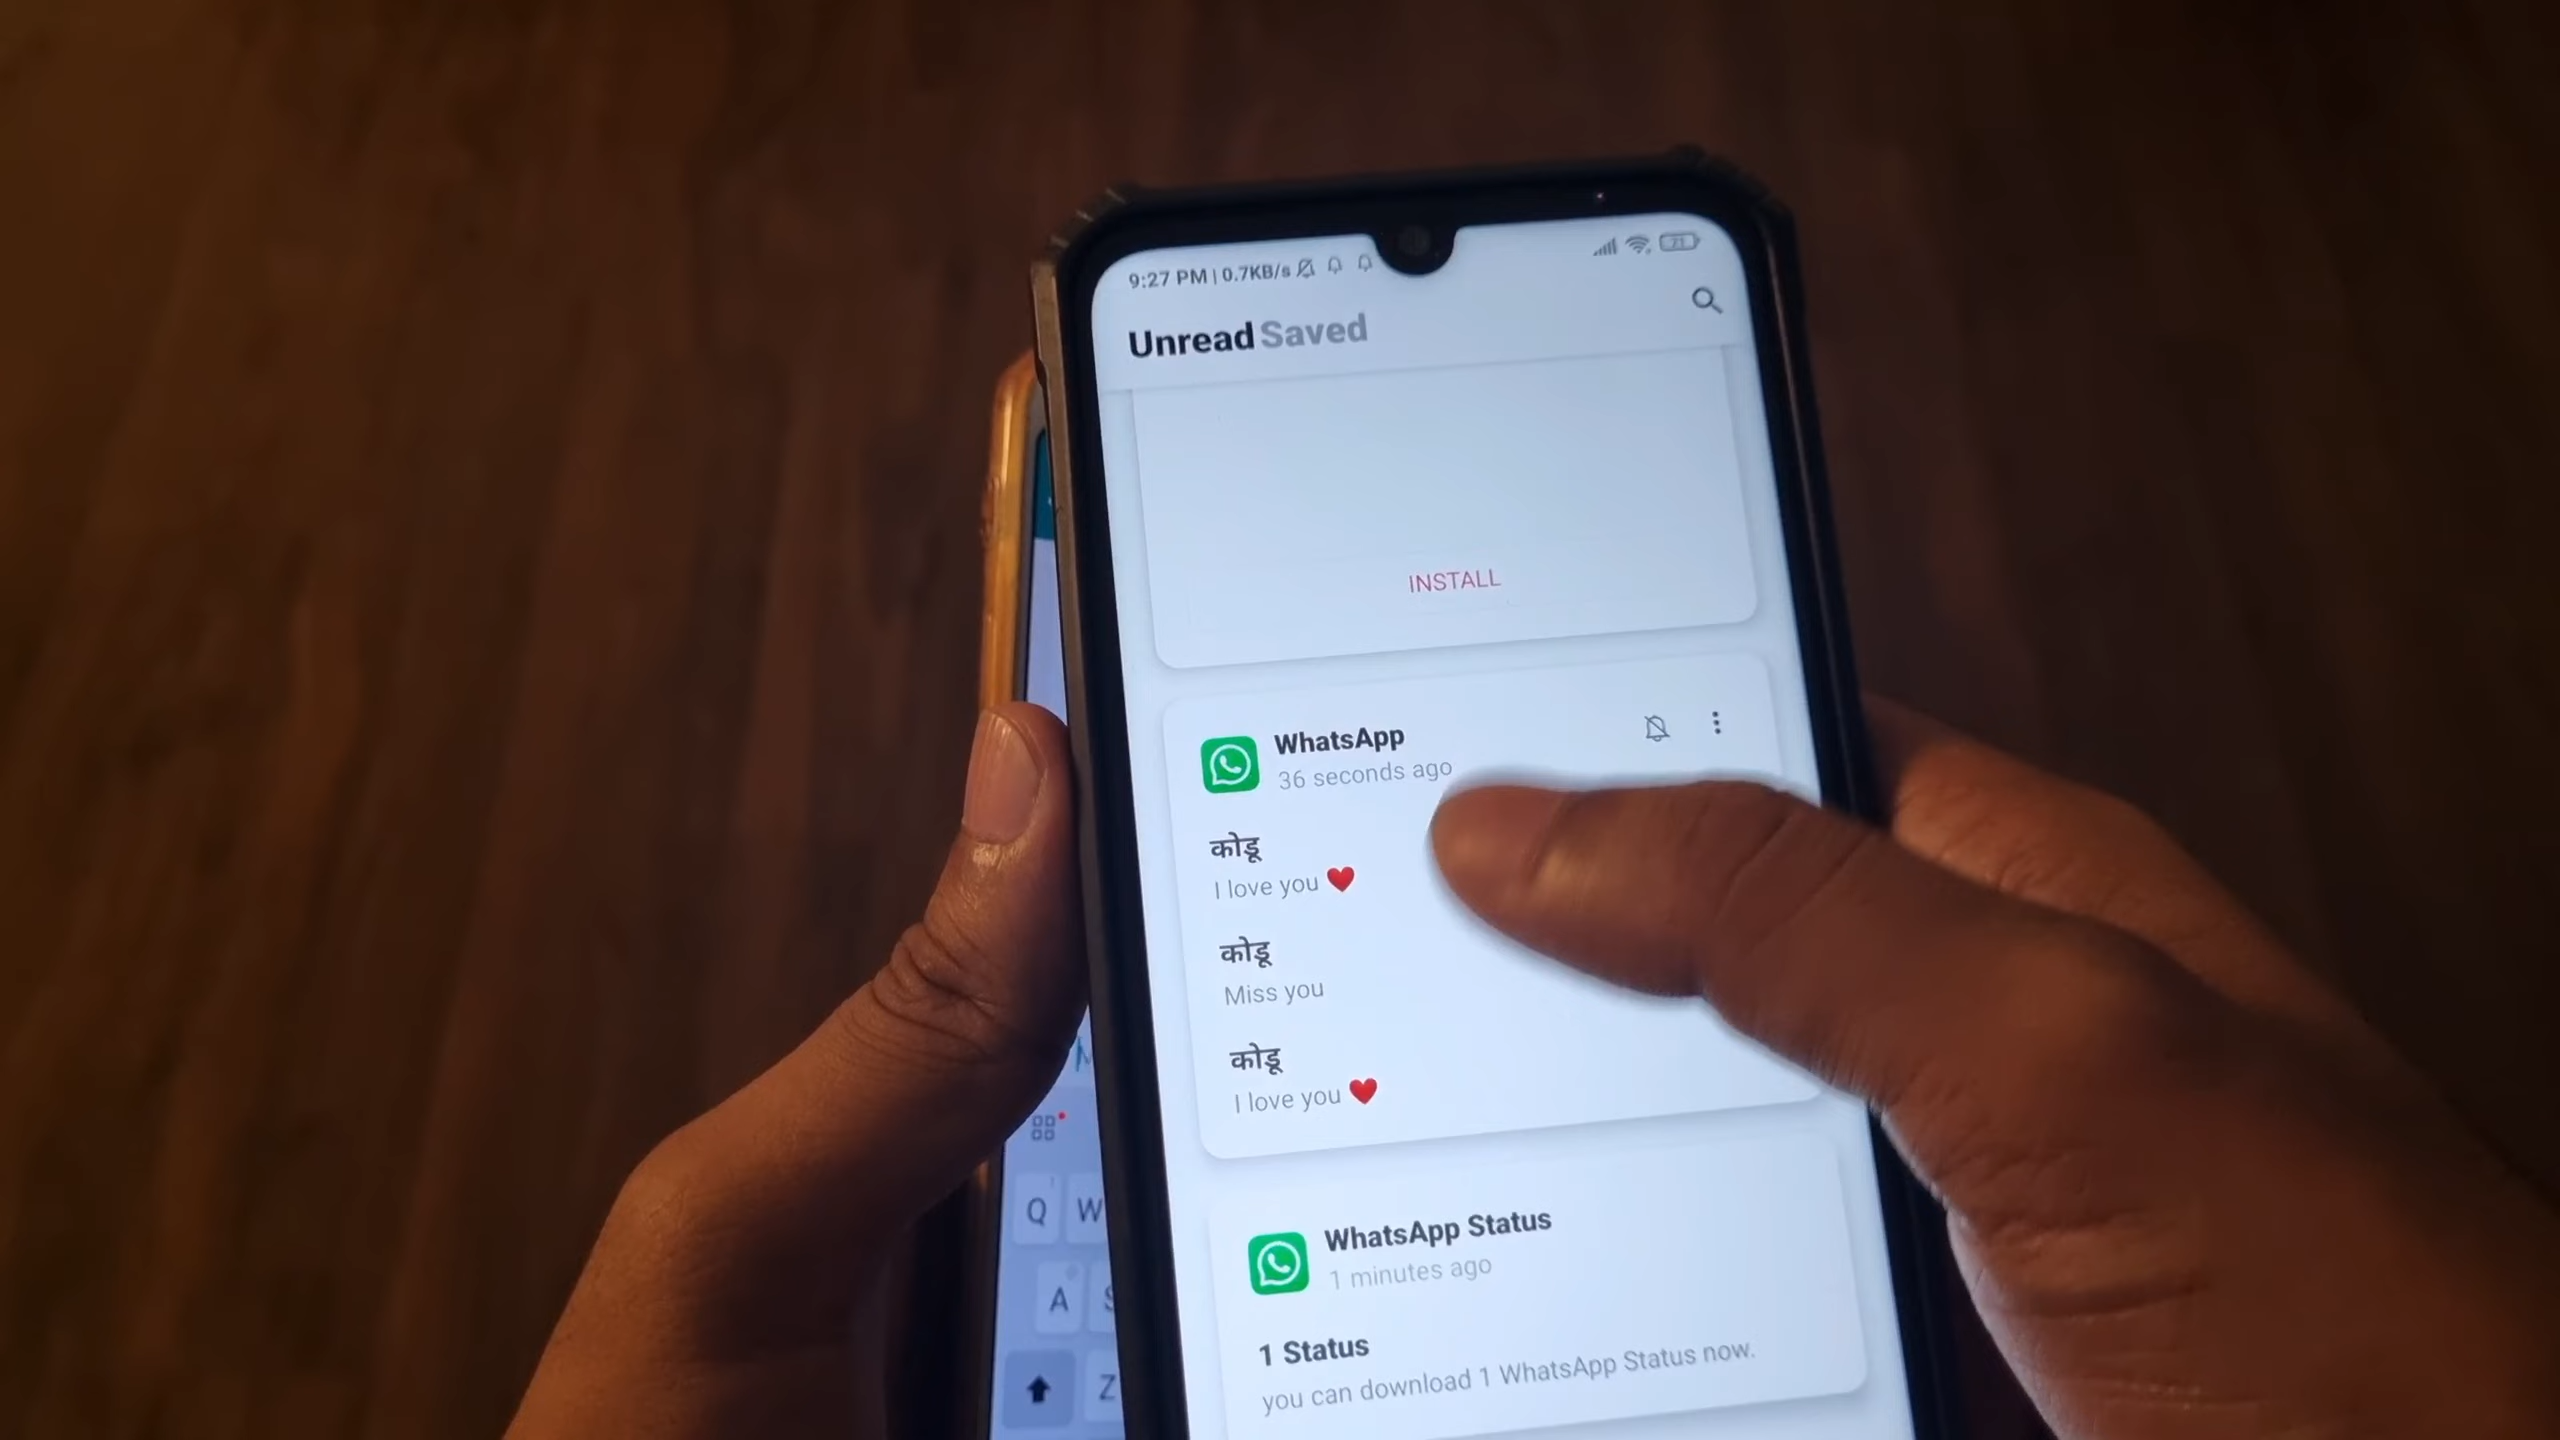 9:27 PM | 0.7KB/s
71
Unread Saved
INSTALL
WhatsApp
36 seconds ago
कोडू
I love you ❤️
कोडू
Miss you
कोडू
I love you ❤️
WhatsApp Status
1 minutes ago
1 Status
you can download 1 WhatsApp Status now.
Q W
A S
Z